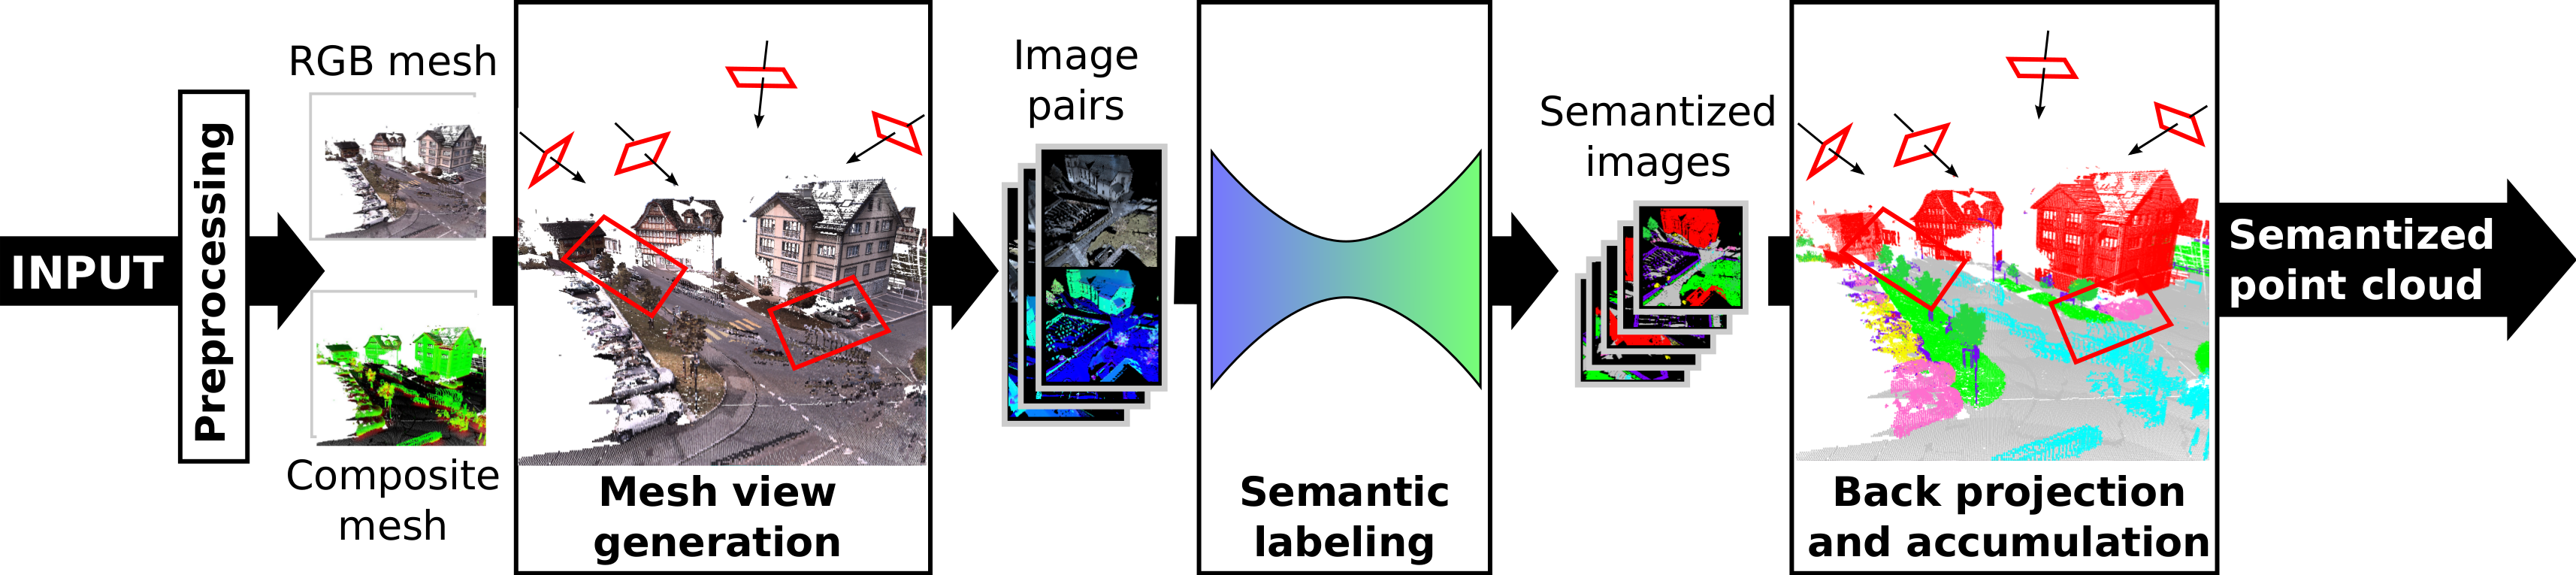 INPUT
Preprocessing
RGB mesh
Composite
mesh
Mesh view
generation
Image
pairs
Semantic
labeling
Semantized
images
Back projection
and accumulation
Semantized
point cloud